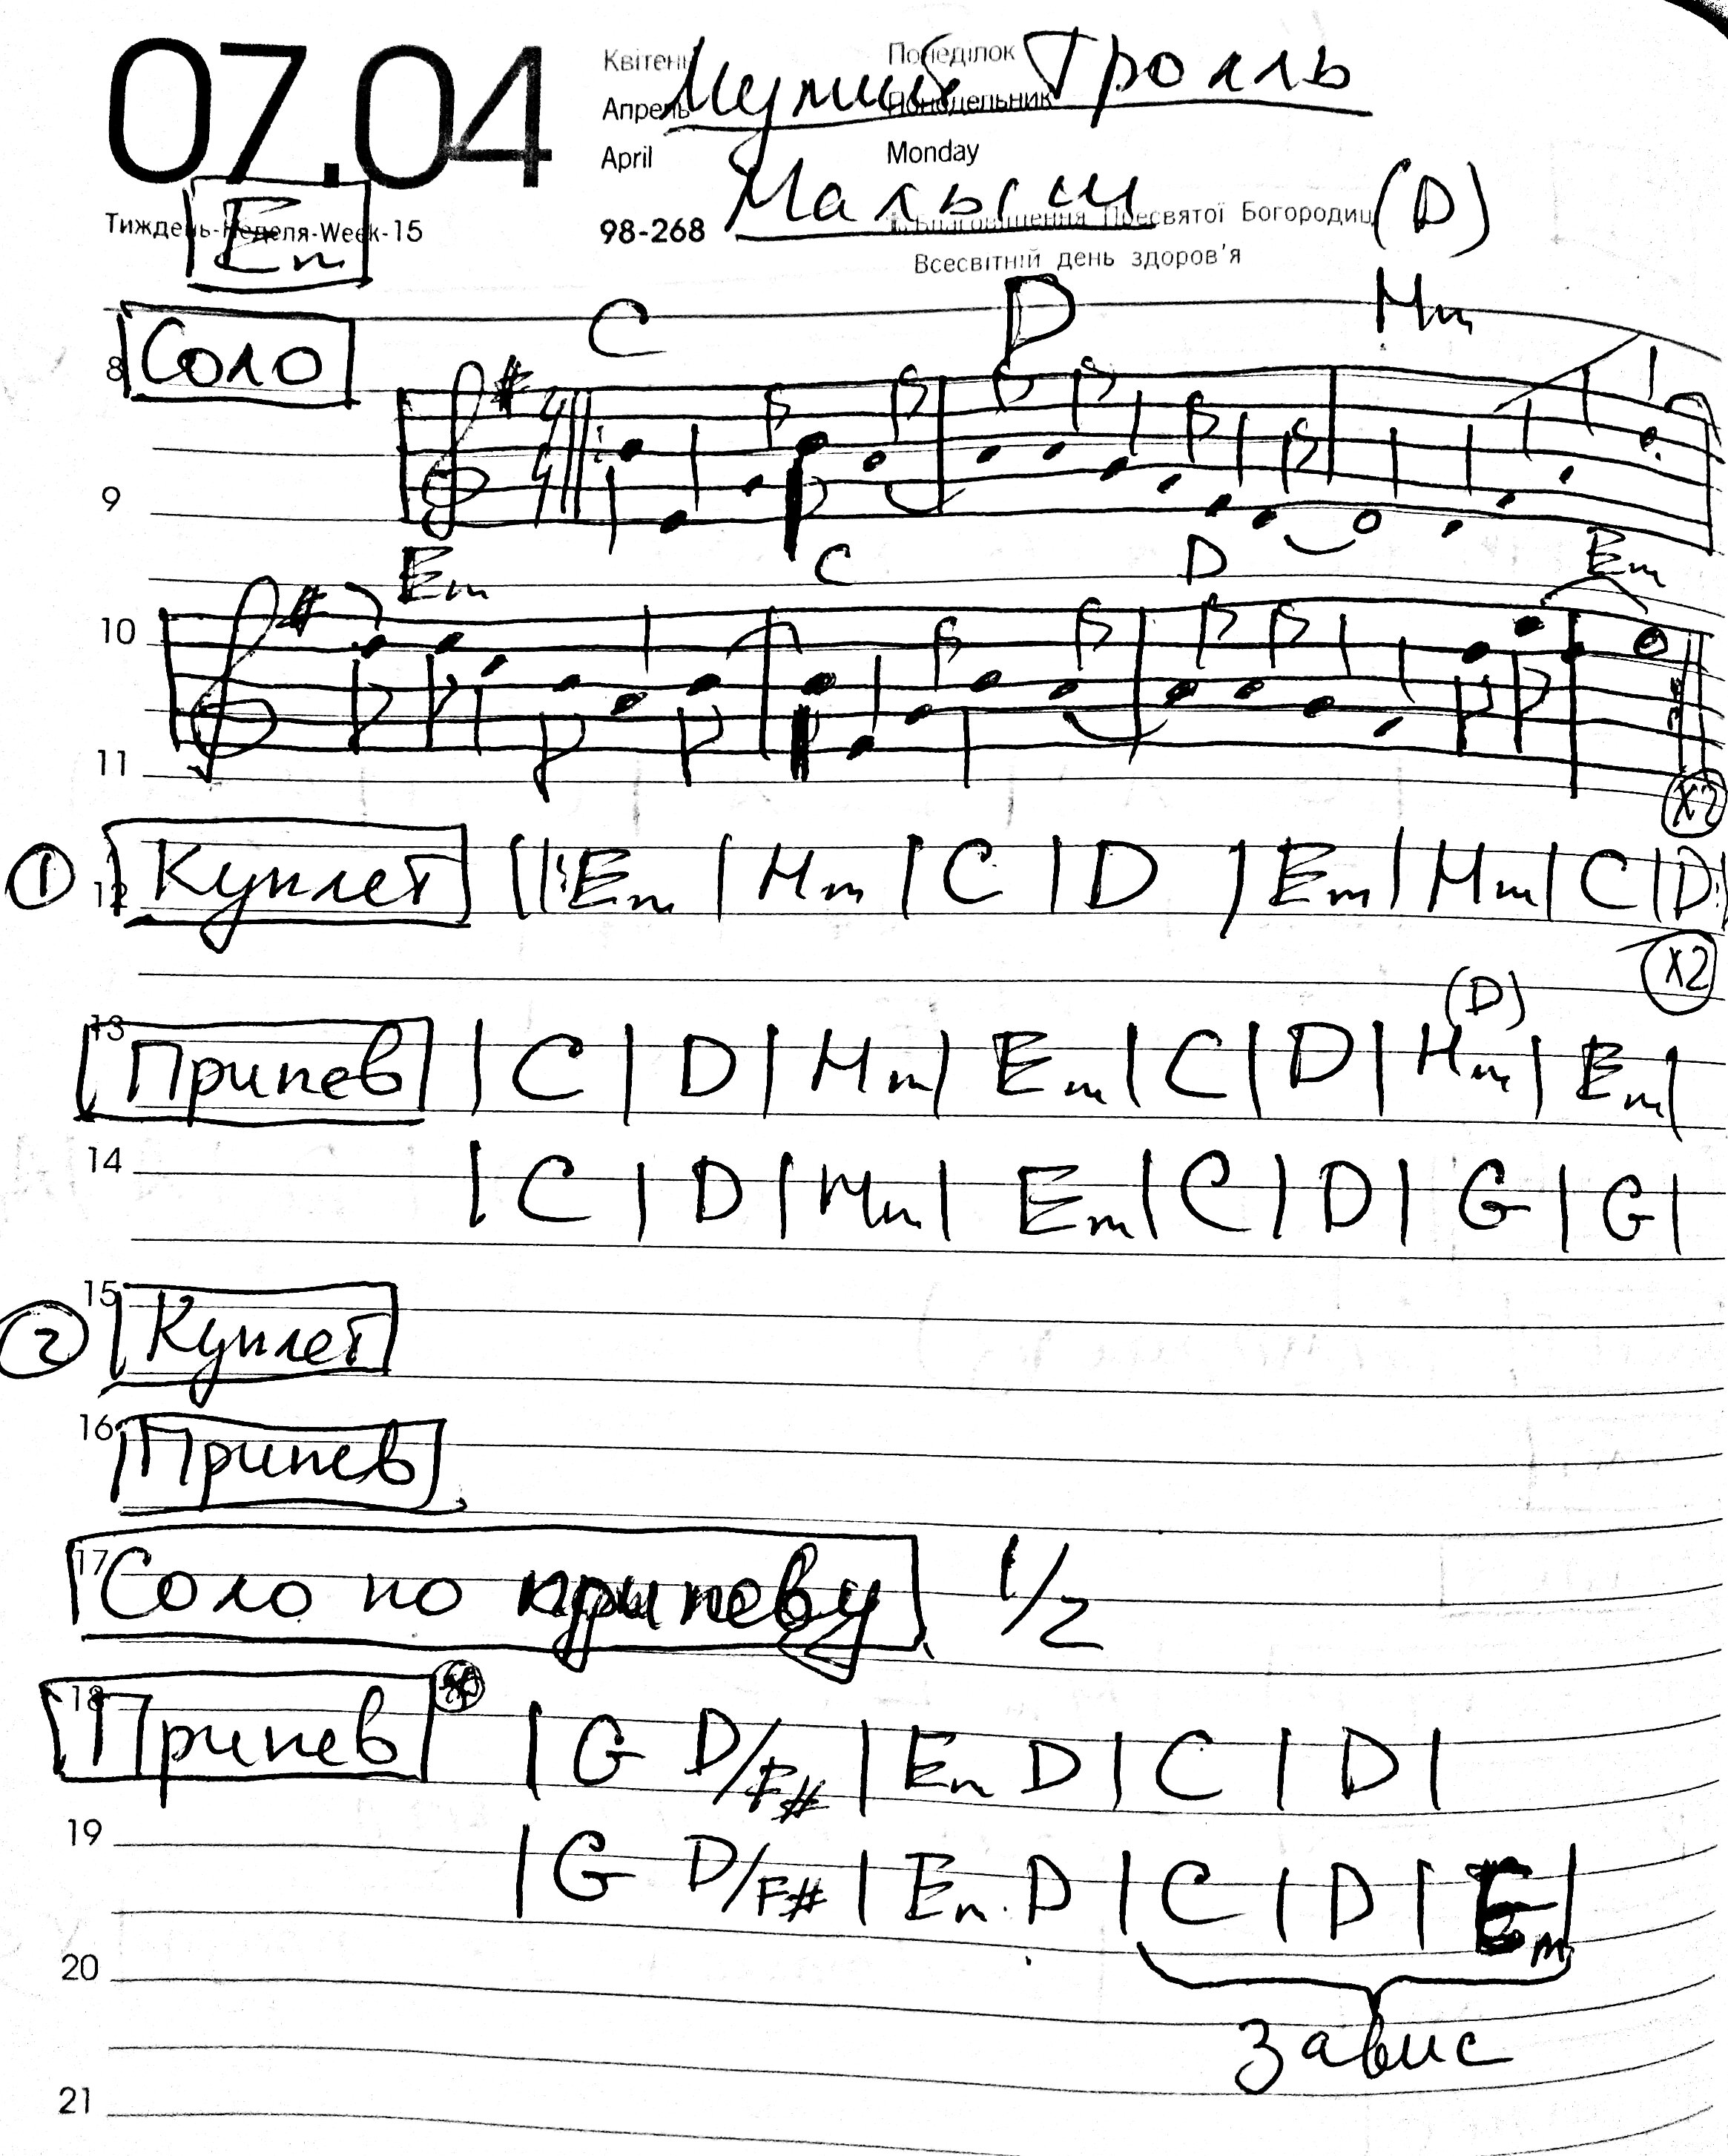 07.04
Квітень Понеділок
Мумий Тролль
Апрель Понедельник
April Monday
Малыш (D)
Тиждень-Неделя-Week-15 98-268 Благовіщення Пресвятої Богородиці
Em
Всесвітній день здоров'я
C D Hm
8 Соло
9
Em C D Em
10
11
X2
1 12 Куплет ||: Em | Hm | C | D | Em | Hm | C | D :|
X2
(D)
13 Припев | C | D | Hm | Em | C | D | Hm | Em |
14 | C | D | Hm | Em | C | D | G | G |
15
2 Куплет
16 Припев
17 Соло по припеву 1/2
18 Припев | G D/F# | Em D | C | D |
19 | G D/F# | Em D | C | D | Em |
20
завис
21